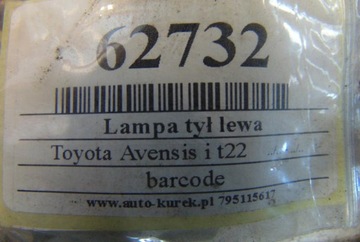 62732
Lampa tył lewa
Toyota Avensis i t22
barcode
www.auto-kurek.pl 795115617